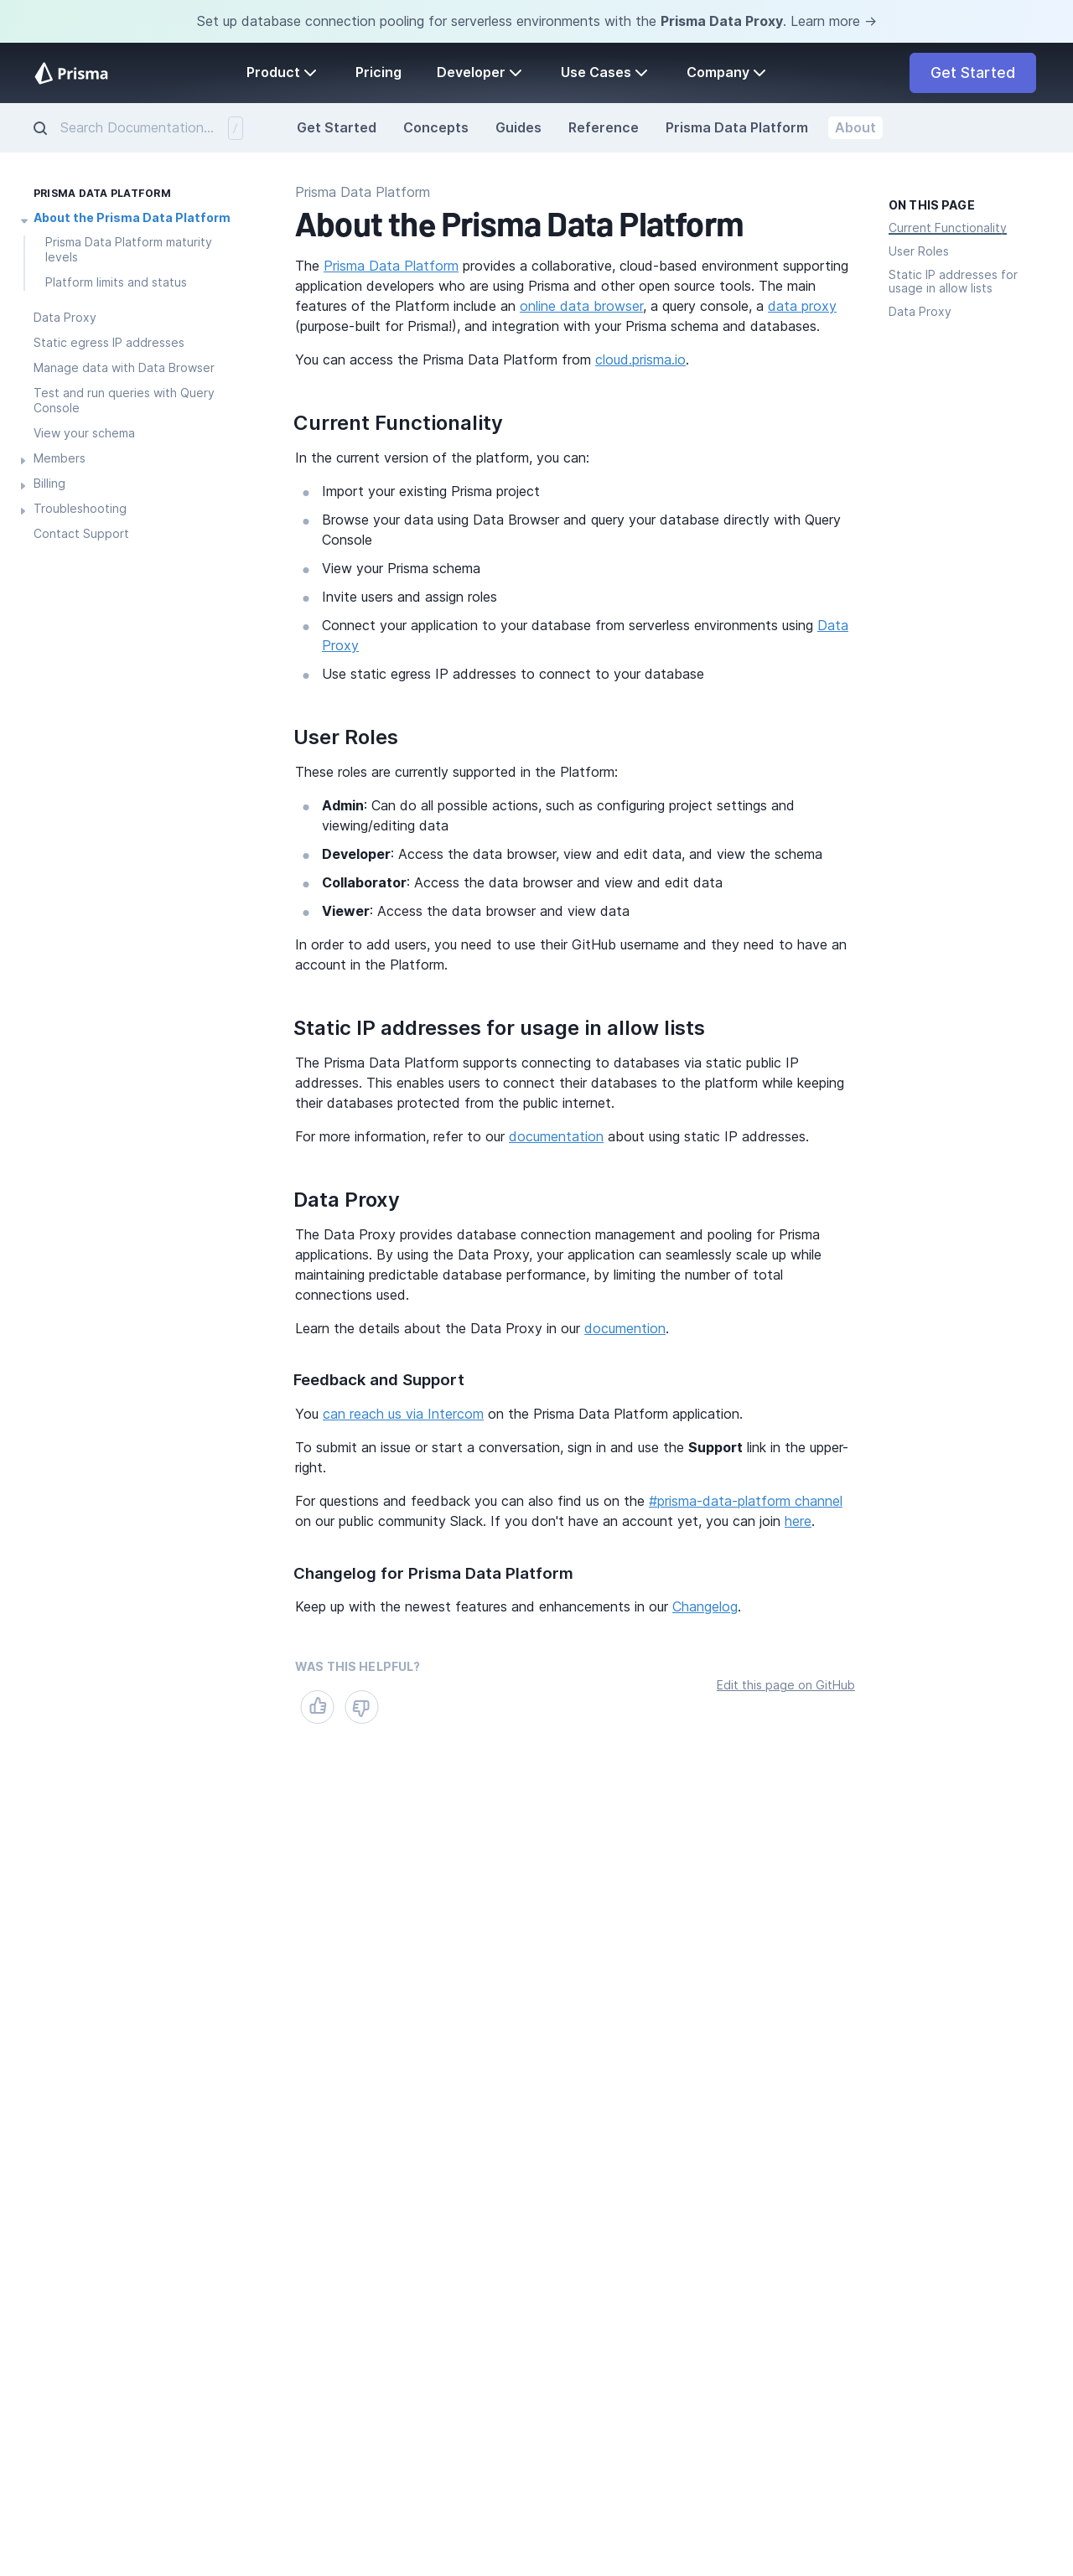 Set up database connection pooling for serverless environments with the Prisma Data Proxy. Learn more →
Prisma
Product
Pricing
Developer
Use Cases
Company
Get Started
Search Documentation...
/
Get Started
Concepts
Guides
Reference
Prisma Data Platform
About
PRISMA DATA PLATFORM
About the Prisma Data Platform
Prisma Data Platform maturity
levels
Platform limits and status
Data Proxy
Static egress IP addresses
Manage data with Data Browser
Test and run queries with Query
Console
View your schema
Members
Billing
Troubleshooting
Contact Support
Prisma Data Platform
About the Prisma Data Platform
The Prisma Data Platform provides a collaborative, cloud-based environment supporting
application developers who are using Prisma and other open source tools. The main
features of the Platform include an online data browser, a query console, a data proxy
(purpose-built for Prisma!), and integration with your Prisma schema and databases.
You can access the Prisma Data Platform from cloud.prisma.io.
Current Functionality
In the current version of the platform, you can:
Import your existing Prisma project
Browse your data using Data Browser and query your database directly with Query
Console
View your Prisma schema
Invite users and assign roles
Connect your application to your database from serverless environments using Data
Proxy
Use static egress IP addresses to connect to your database
User Roles
These roles are currently supported in the Platform:
Admin: Can do all possible actions, such as configuring project settings and
viewing/editing data
Developer: Access the data browser, view and edit data, and view the schema
Collaborator: Access the data browser and view and edit data
Viewer: Access the data browser and view data
In order to add users, you need to use their GitHub username and they need to have an
account in the Platform.
Static IP addresses for usage in allow lists
The Prisma Data Platform supports connecting to databases via static public IP
addresses. This enables users to connect their databases to the platform while keeping
their databases protected from the public internet.
For more information, refer to our documentation about using static IP addresses.
Data Proxy
The Data Proxy provides database connection management and pooling for Prisma
applications. By using the Data Proxy, your application can seamlessly scale up while
maintaining predictable database performance, by limiting the number of total
connections used.
Learn the details about the Data Proxy in our documention.
Feedback and Support
You can reach us via Intercom on the Prisma Data Platform application.
To submit an issue or start a conversation, sign in and use the Support link in the upper-
right.
For questions and feedback you can also find us on the #prisma-data-platform channel
on our public community Slack. If you don't have an account yet, you can join here.
Changelog for Prisma Data Platform
Keep up with the newest features and enhancements in our Changelog.
WAS THIS HELPFUL?
Edit this page on GitHub
ON THIS PAGE
Current Functionality
User Roles
Static IP addresses for
usage in allow lists
Data Proxy